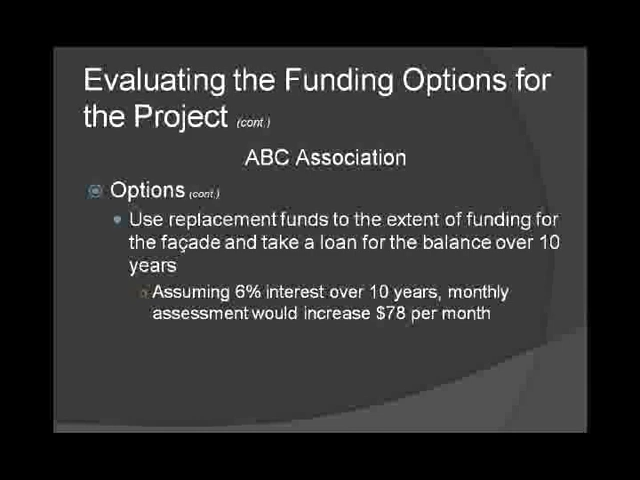 Evaluating the Funding Options for
the Project (cont.)
ABC Association
Options (cont.)
Use replacement funds to the extent of funding for
the façade and take a loan for the balance over 10
years
Assuming 6% interest over 10 years, monthly
assessment would increase $78 per month